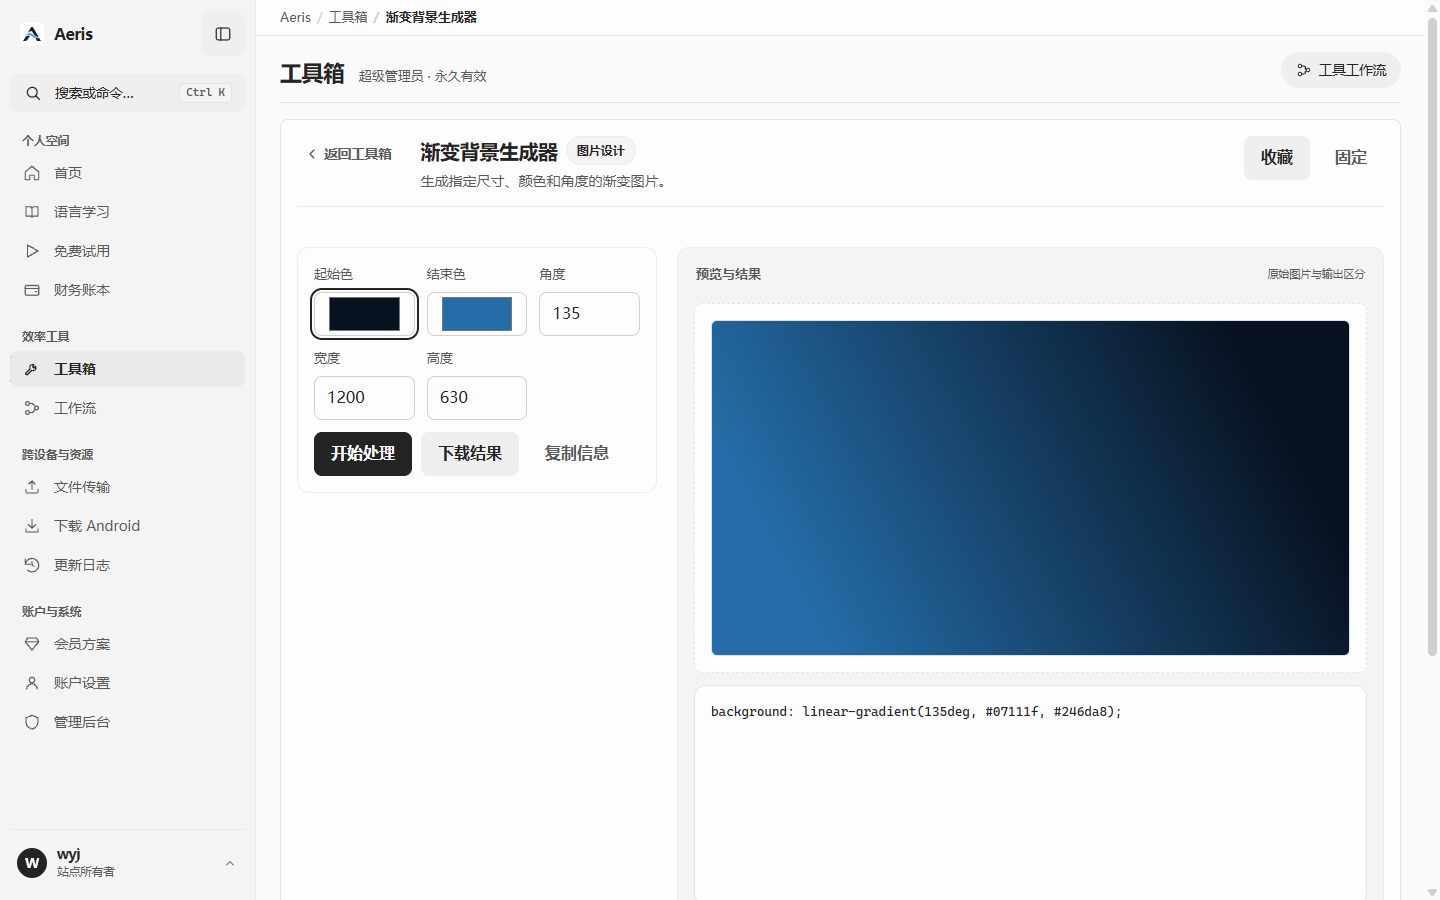 Aeris
搜索或命令... Ctrl K
个人空间
首页
语言学习
免费试用
财务账本
效率工具
工具箱
工作流
跨设备与资源
文件传输
下载 Android
更新日志
账户与系统
会员方案
账户设置
管理后台
W
wyj
站点所有者
Aeris / 工具箱 / 渐变背景生成器
工具箱 超级管理员 · 永久有效
工具工作流
返回工具箱
渐变背景生成器 图片设计
生成指定尺寸、颜色和角度的渐变图片。
收藏 固定
起始色 结束色 角度
135
宽度 高度
1200 630
开始处理 下载结果 复制信息
预览与结果 原始图片与输出区分
background: linear-gradient(135deg, #07111f, #246da8);